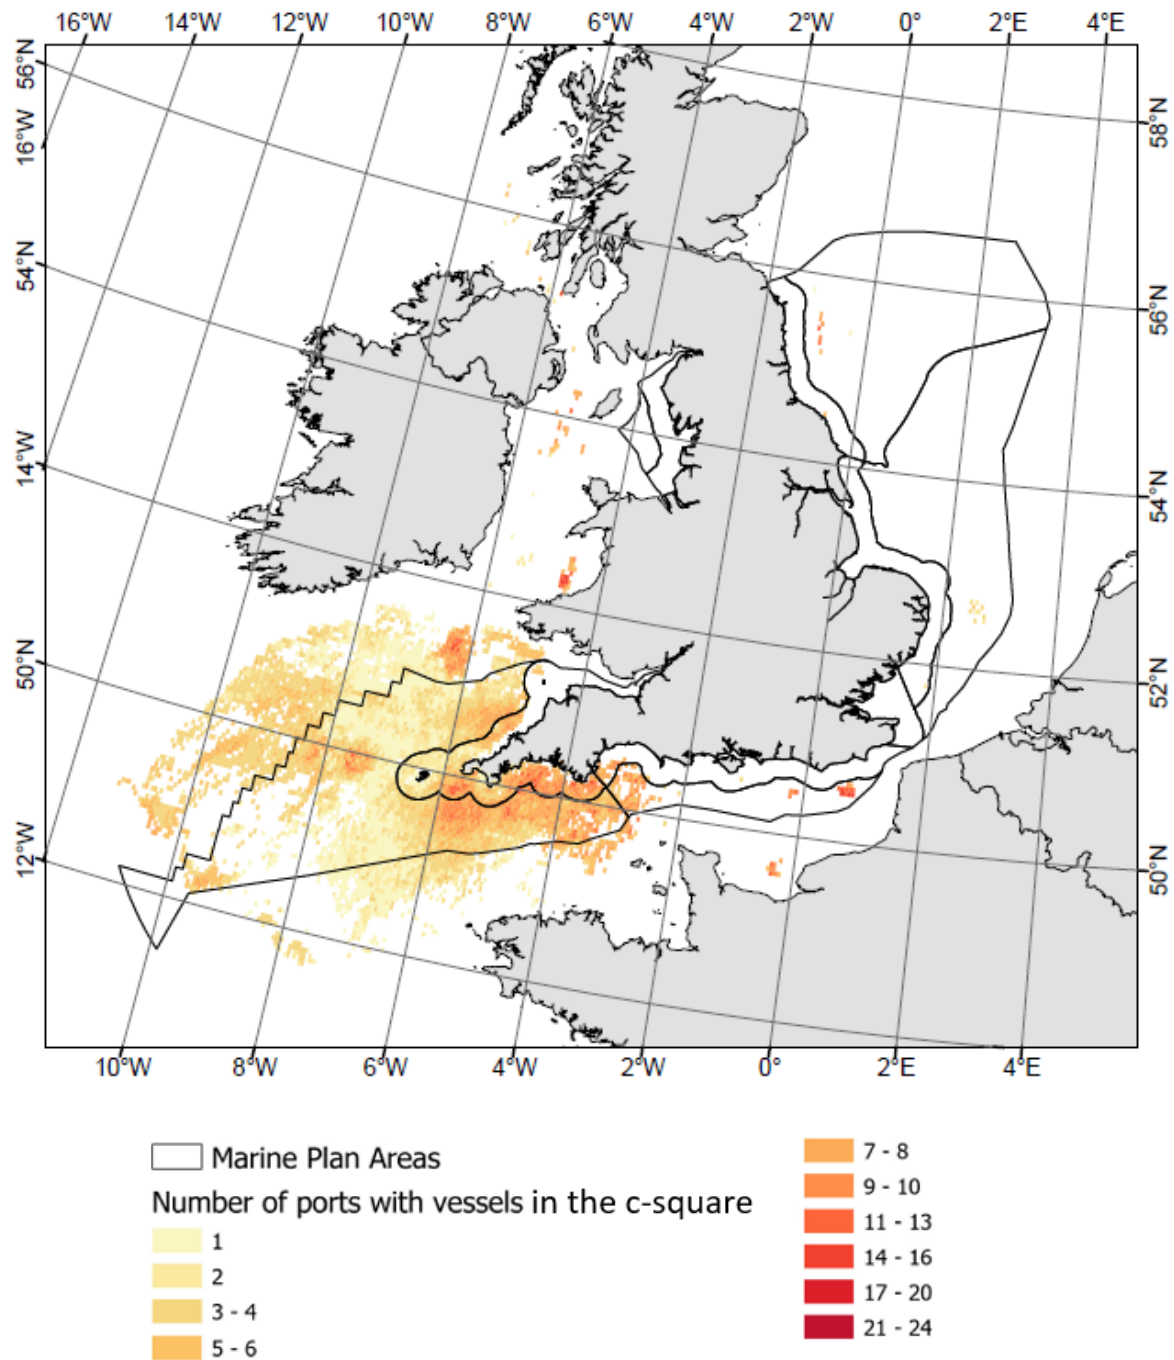 16°W 14°W 12°W 10°W 8°W 6°W 4°W 2°W 0° 2°E 4°E
56°N
16°W
54°N
14°W
50°N
12°W
58°N
56°N
54°N
52°N
50°N
10°W 8°W 6°W 4°W 2°W 0° 2°E 4°E
Marine Plan Areas
Number of ports with vessels in the c-square
1
2
3 - 4
5 - 6
7 - 8
9 - 10
11 - 13
14 - 16
17 - 20
21 - 24